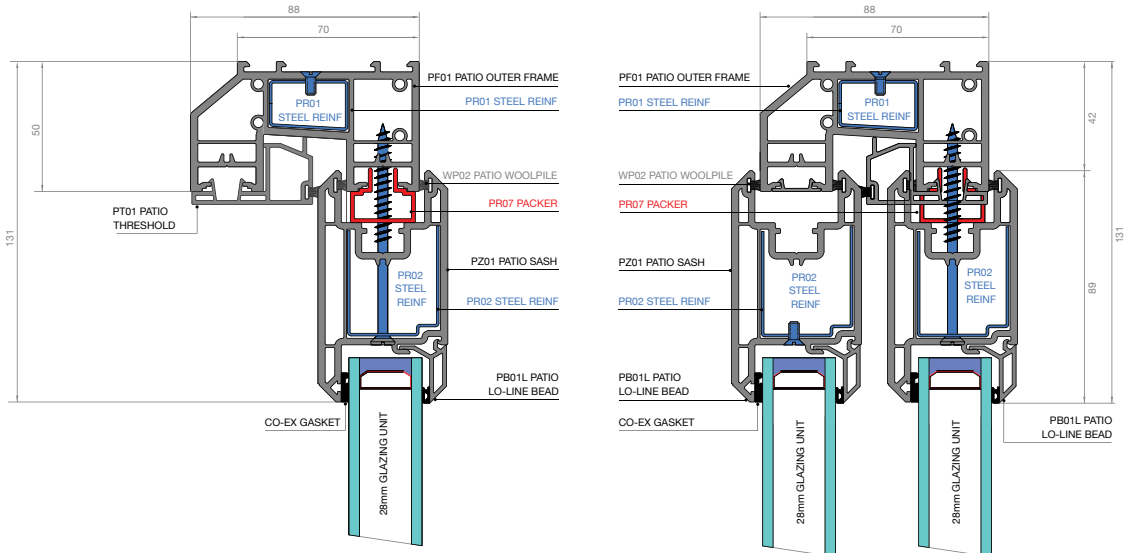 88
70
50
131
PR01
STEEL REINF
PF01 PATIO OUTER FRAME
PR01 STEEL REINF
WP02 PATIO WOOLPILE
PR07 PACKER
PT01 PATIO
THRESHOLD
PR02
STEEL
REINF
PZ01 PATIO SASH
PR02 STEEL REINF
PB01L PATIO
LO-LINE BEAD
CO-EX GASKET
28mm GLAZING UNIT
88
70
42
131
89
PF01 PATIO OUTER FRAME
PR01 STEEL REINF
PR01
STEEL REINF
WP02 PATIO WOOLPILE
PR07 PACKER
PZ01 PATIO SASH
PR02
STEEL
REINF
PR02
STEEL
REINF
PR02 STEEL REINF
PB01L PATIO
LO-LINE BEAD
CO-EX GASKET
PB01L PATIO
LO-LINE BEAD
28mm GLAZING UNIT
28mm GLAZING UNIT